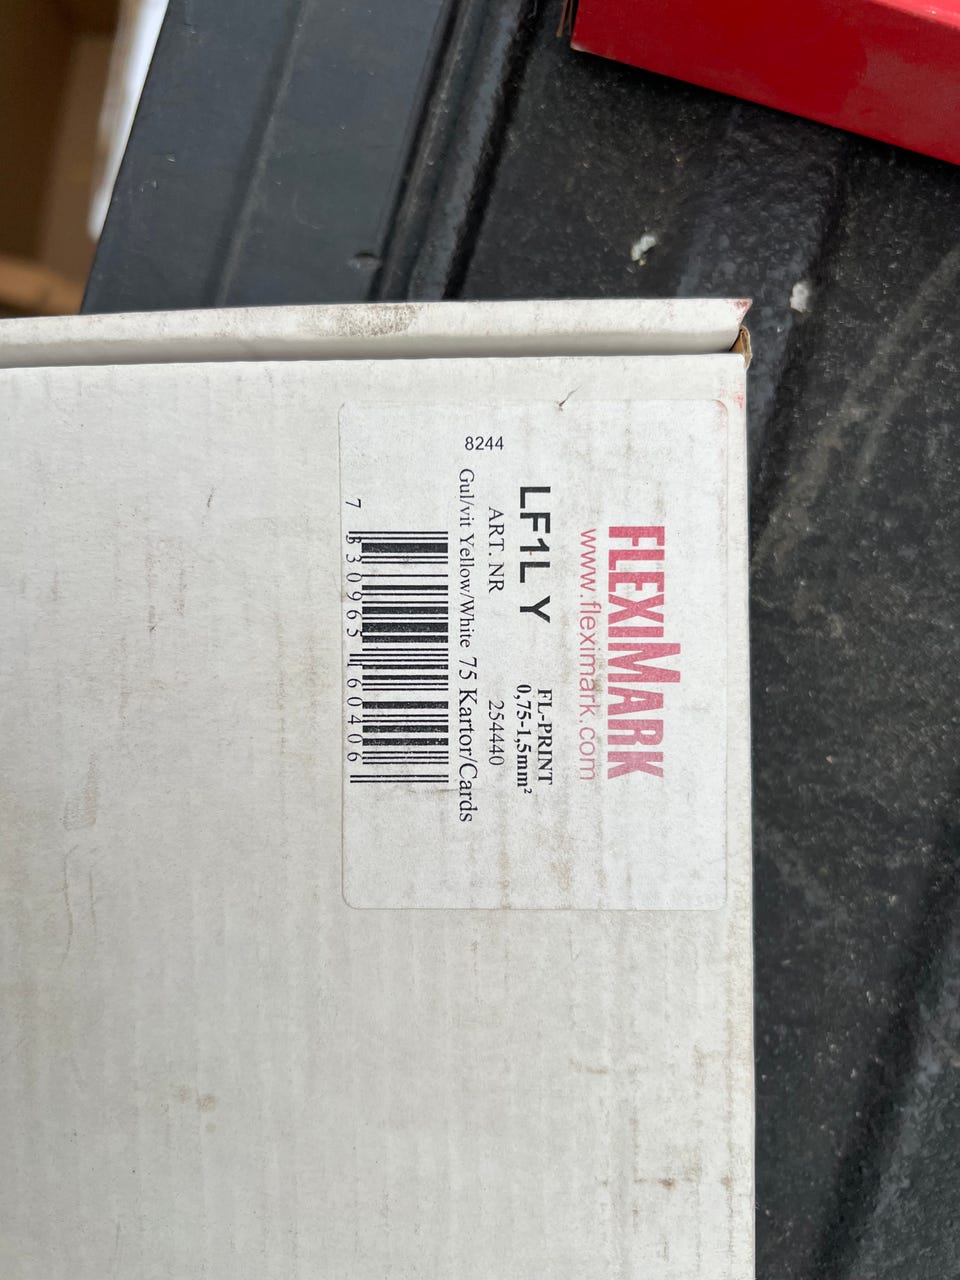 FLEXIMARK
www.fleximark.com
LF1L Y
FL-PRINT
0,75-1,5mm²
8244
ART. NR 254440
Gul/vit Yellow/White 75 Kartor/Cards
7 330965 160406